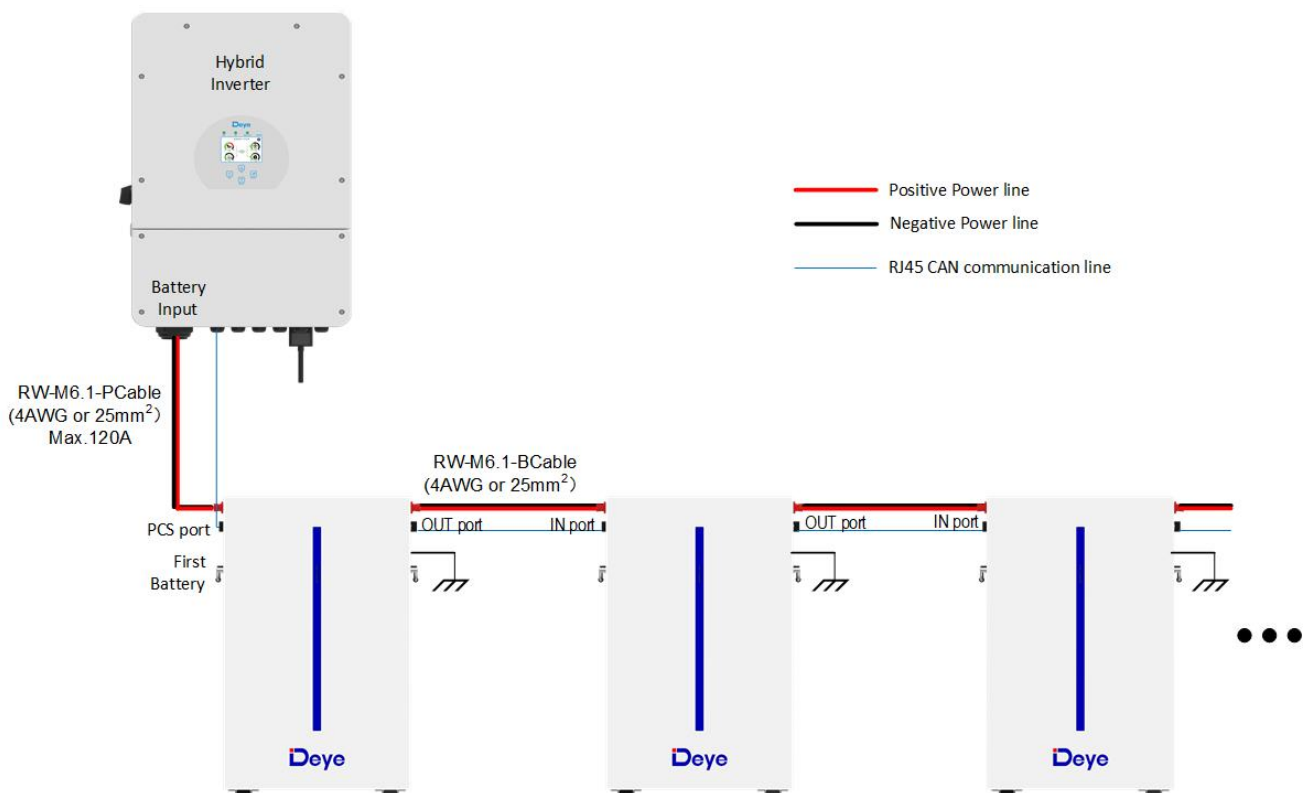 Hybrid
Inverter
Deye
Battery
Input
Positive Power line
Negative Power line
RJ45 CAN communication line
RW-M6.1-PCable
(4AWG or 25mm²)
Max.120A
RW-M6.1-BCable
(4AWG or 25mm²)
PCS port
OUT port
IN port
OUT port
IN port
First
Battery
Deye
Deye
Deye